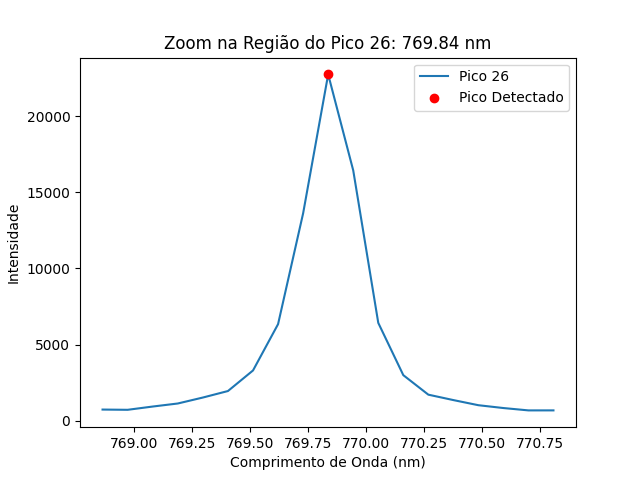 Zoom na Região do Pico 26: 769.84 nm
Pico 26
Pico Detectado
Intensidade
20000
15000
10000
5000
0
769.00 769.25 769.50 769.75 770.00 770.25 770.50 770.75
Comprimento de Onda (nm)